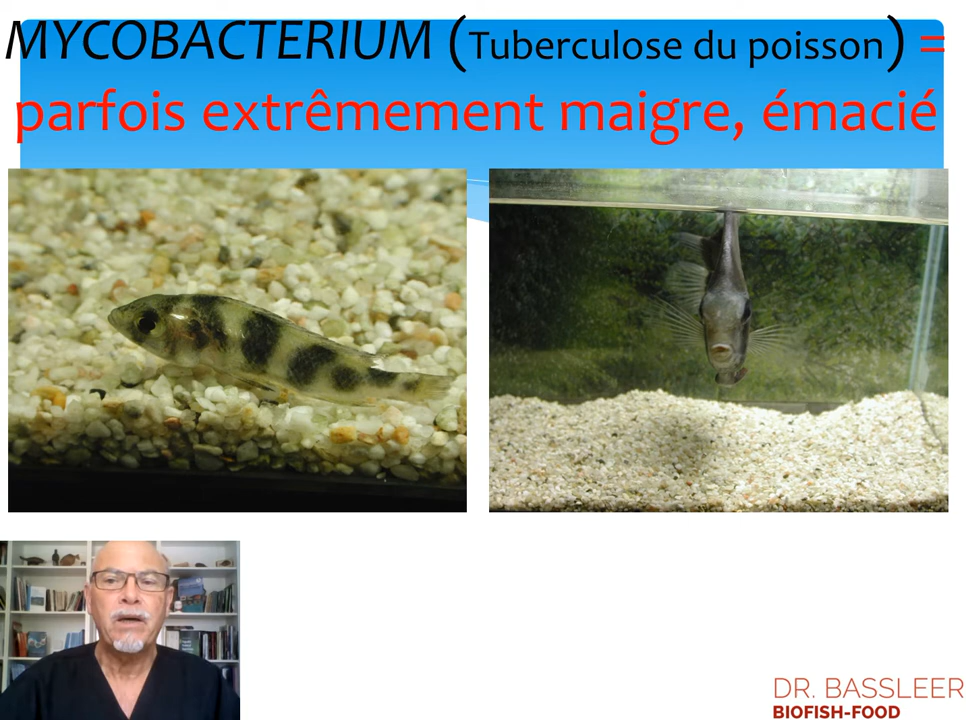 MYCOBACTERIUM (Tuberculose du poisson) =
parfois extrêmement maigre, émacié
DR. BASSLEER
BIOFISH-FOOD